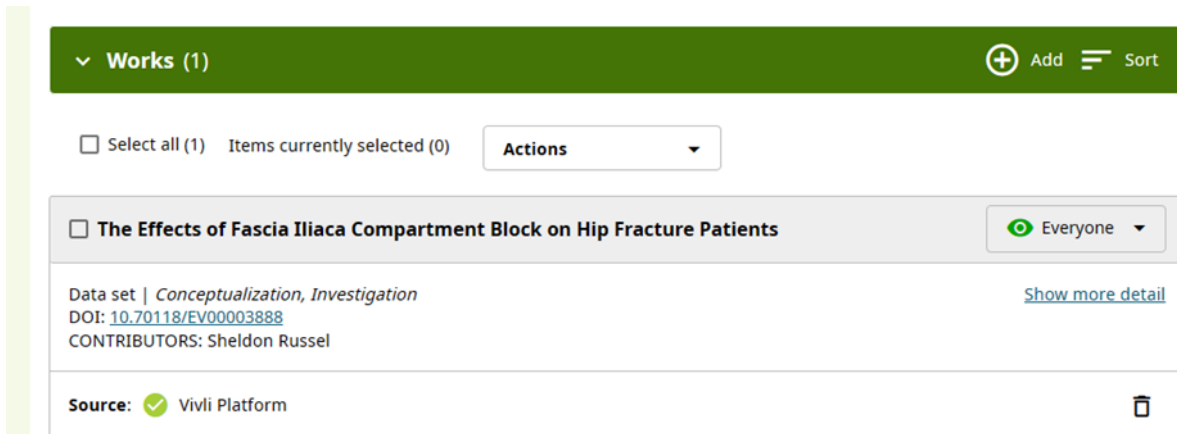 Works (1)
Add
Sort
Select all (1)
Items currently selected (0)
Actions
The Effects of Fascia Iliaca Compartment Block on Hip Fracture Patients
Everyone
Data set | Conceptualization, Investigation
Show more detail
DOI: 10.70118/EV00003888
CONTRIBUTORS: Sheldon Russel
Source: Vivli Platform